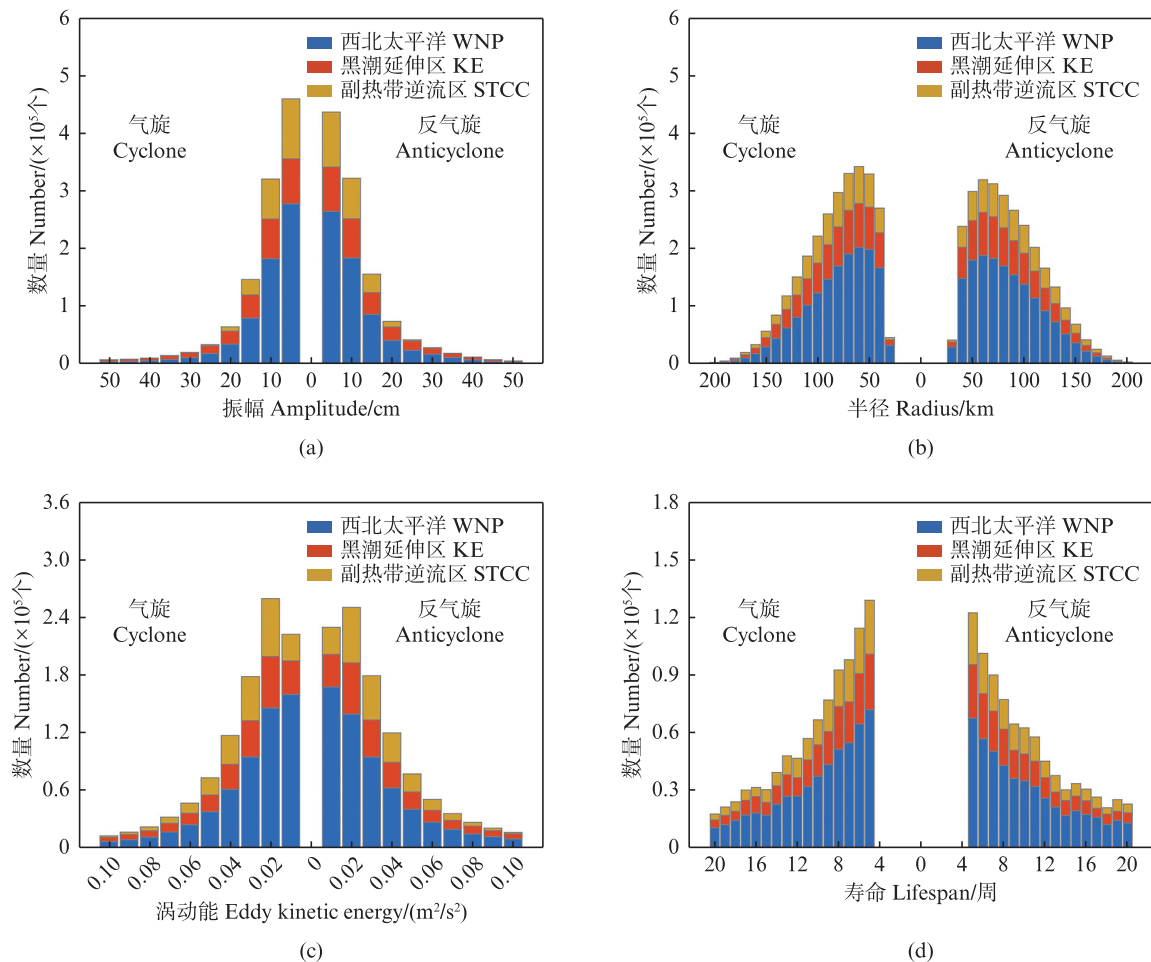 6
5
4
3
2
1
0
数量 Number/(×10⁵个)
西北太平洋 WNP
黑潮延伸区 KE
副热带逆流区 STCC
气旋
Cyclone
反气旋
Anticyclone
50 40 30 20 10 0 10 20 30 40 50
振幅 Amplitude/cm
(a)
6
5
4
3
2
1
0
数量 Number/(×10⁵个)
西北太平洋 WNP
黑潮延伸区 KE
副热带逆流区 STCC
气旋
Cyclone
反气旋
Anticyclone
200 150 100 50 0 50 100 150 200
半径 Radius/km
(b)
3.6
3.0
2.4
1.8
1.2
0.6
0
数量 Number/(×10⁵个)
西北太平洋 WNP
黑潮延伸区 KE
副热带逆流区 STCC
气旋
Cyclone
反气旋
Anticyclone
0.10 0.08 0.06 0.04 0.02 0 0.02 0.04 0.06 0.08 0.10
涡动能 Eddy kinetic energy/(m²/s²)
(c)
1.8
1.5
1.2
0.9
0.6
0.3
0
数量 Number/(×10⁵个)
西北太平洋 WNP
黑潮延伸区 KE
副热带逆流区 STCC
气旋
Cyclone
反气旋
Anticyclone
20 16 12 8 4 0 4 8 12 16 20
寿命 Lifespan/周
(d)